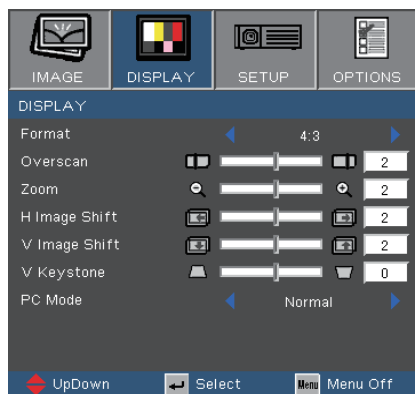 IMAGE DISPLAY SETUP OPTIONS
DISPLAY
Format 4:3
Overscan 2
Zoom 2
H Image Shift 2
V Image Shift 2
V Keystone 0
PC Mode Normal
UpDown Select Menu Menu Off